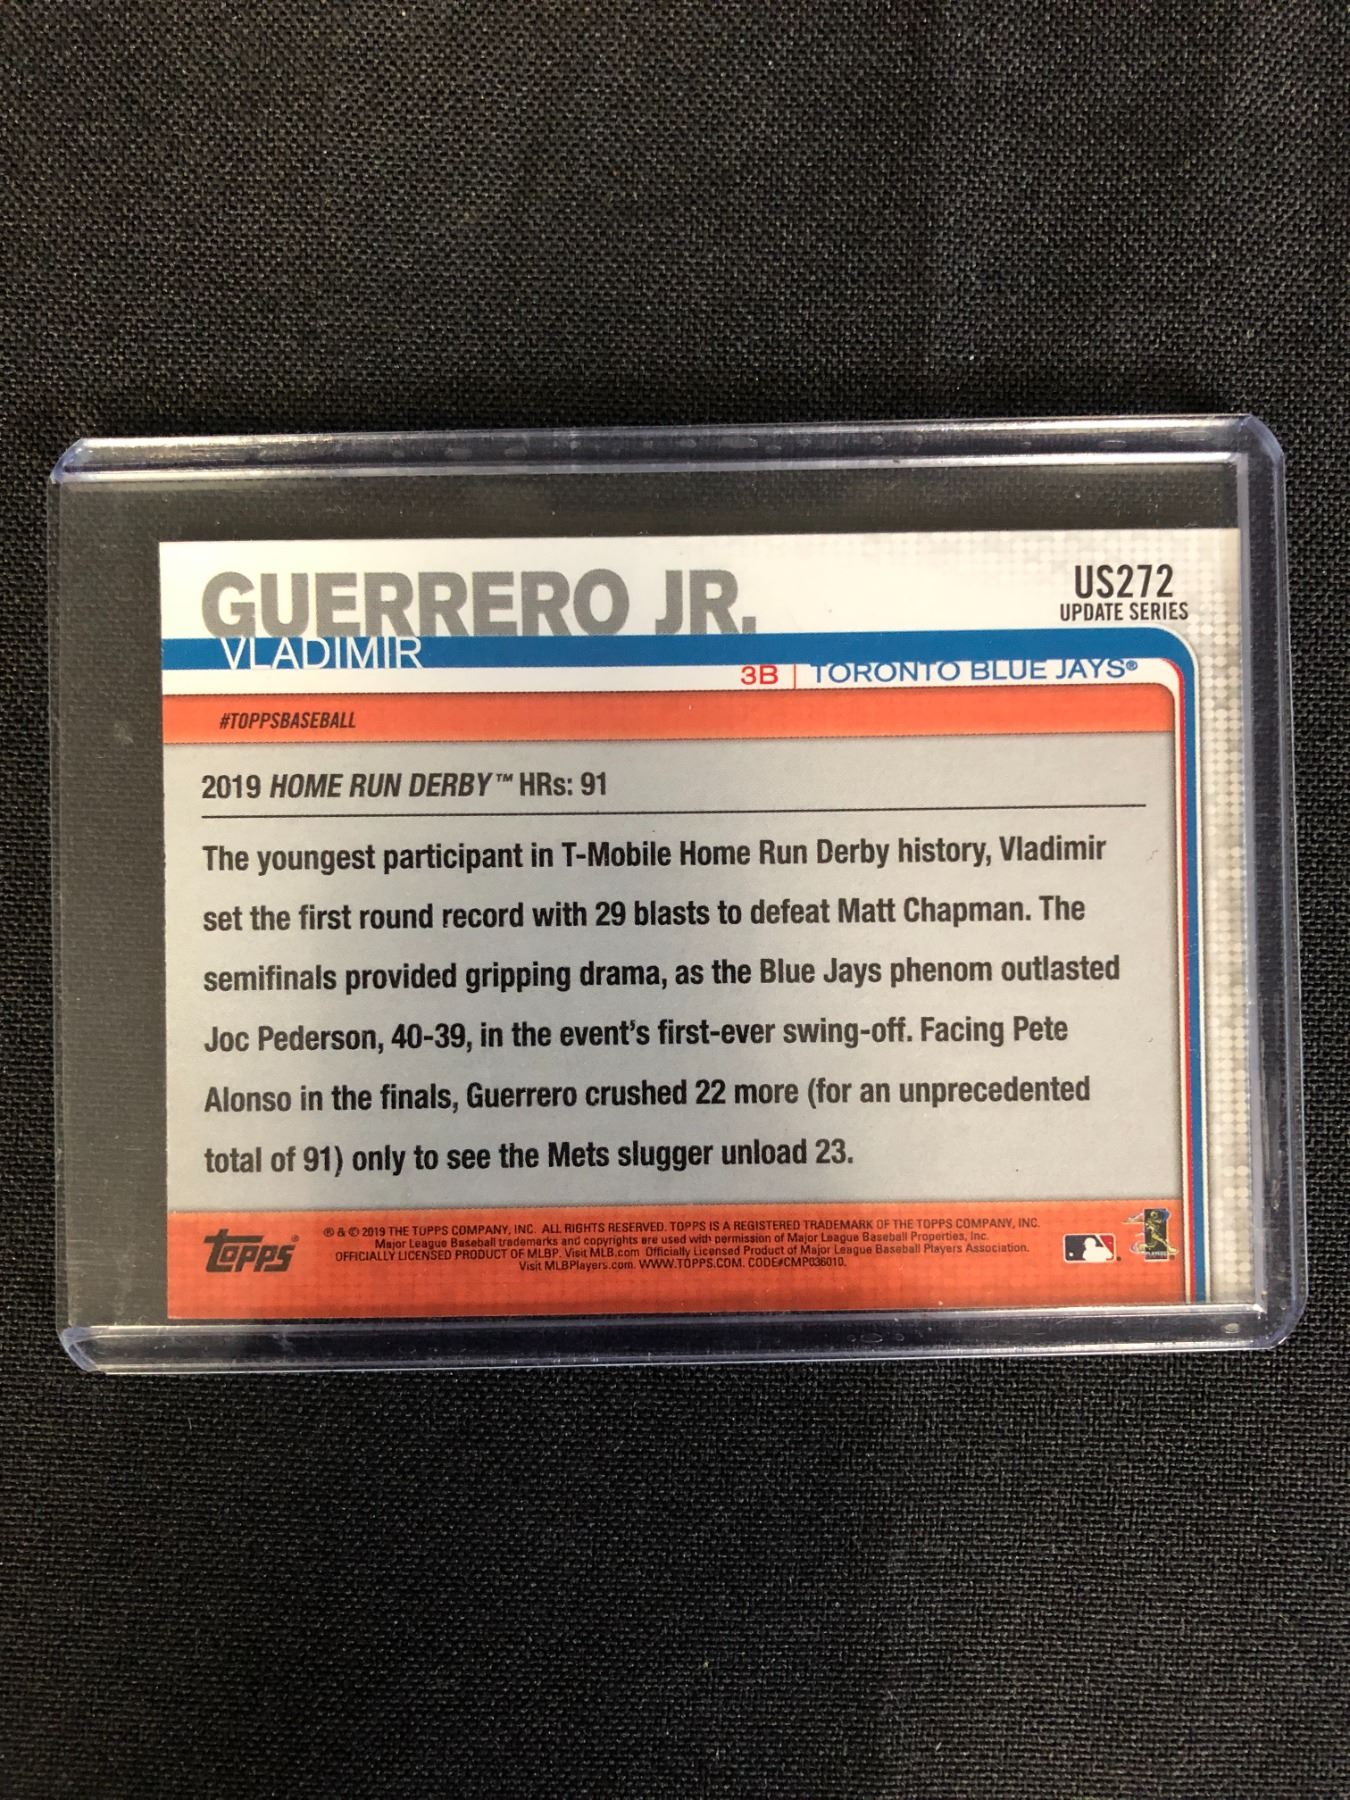 GUERRERO JR.
US272
UPDATE SERIES
VLADIMIR
3B | TORONTO BLUE JAYS®
#TOPPSBASEBALL
2019 HOME RUN DERBY™ HRs: 91
The youngest participant in T-Mobile Home Run Derby history, Vladimir
set the first round record with 29 blasts to defeat Matt Chapman. The
semifinals provided gripping drama, as the Blue Jays phenom outlasted
Joc Pederson, 40-39, in the event's first-ever swing-off. Facing Pete
Alonso in the finals, Guerrero crushed 22 more (for an unprecedented
total of 91) only to see the Mets slugger unload 23.
topps®
® & © 2019 THE TOPPS COMPANY, INC. ALL RIGHTS RESERVED. TOPPS IS A REGISTERED TRADEMARK OF THE TOPPS COMPANY, INC.
Major League Baseball trademarks and copyrights are used with permission of Major League Baseball Properties, Inc.
OFFICIALLY LICENSED PRODUCT OF MLBP. Visit MLB.com Officially Licensed Product of Major League Baseball Players Association.
Visit MLBPlayers.com. WWW.TOPPS.COM. CODE#CMP036010.